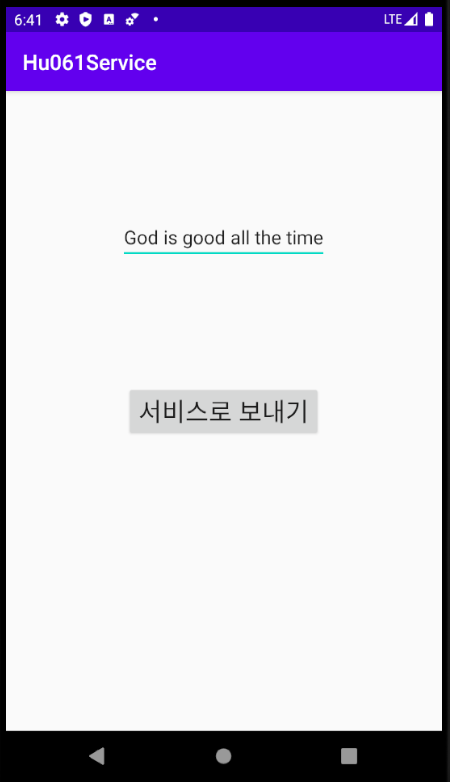 6:41 LTE
Hu061Service
God is good all the time
서비스로 보내기